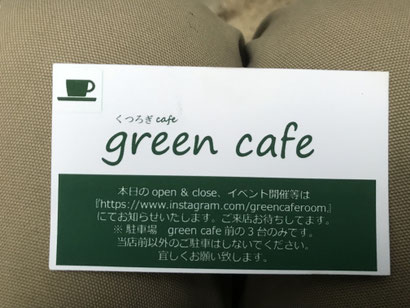 くつろぎcafe
green cafe
本日の open & close、イベント開催等は
『https://www.instagram.com/greencaferoom』
にてお知らせいたします。ご来店お待ちしてます。
※ 駐車場　green cafe 前の３台のみです。
当店前以外のご駐車はしないでください。
宜しくお願い致します。